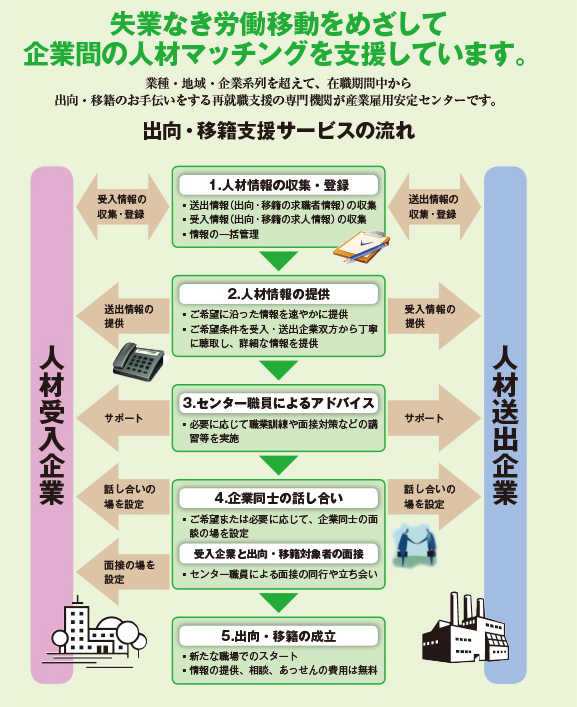 失業なき労働移動をめざして
企業間の人材マッチングを支援しています。
業種・地域・企業系列を超えて、在職期間中から
出向・移籍のお手伝いをする再就職支援の専門機関が産業雇用安定センターです。
出向・移籍支援サービスの流れ
人材受入企業
人材送出企業
受入情報の
収集・登録
1.人材情報の収集・登録
▪ 送出情報(出向・移籍の求職者情報)の収集
▪ 受入情報(出向・移籍の求人情報)の収集
▪ 情報の一括管理
送出情報の
収集・登録
送出情報の
提供
2.人材情報の提供
▪ ご希望に沿った情報を速やかに提供
▪ ご希望条件を受入・送出企業双方から丁寧
に聴取し、詳細な情報を提供
受入情報の
提供
サポート
3.センター職員によるアドバイス
▪ 必要に応じて職業訓練や面接対策などの講
習等を実施
サポート
話し合いの
場を設定
4.企業同士の話し合い
▪ ご希望または必要に応じて、企業同士の面
談の場を設定
話し合いの
場を設定
面接の場を
設定
受入企業と出向・移籍対象者の面接
▪ センター職員による面接の同行や立ち会い
5.出向・移籍の成立
▪ 新たな職場でのスタート
▪ 情報の提供、相談、あっせんの費用は無料